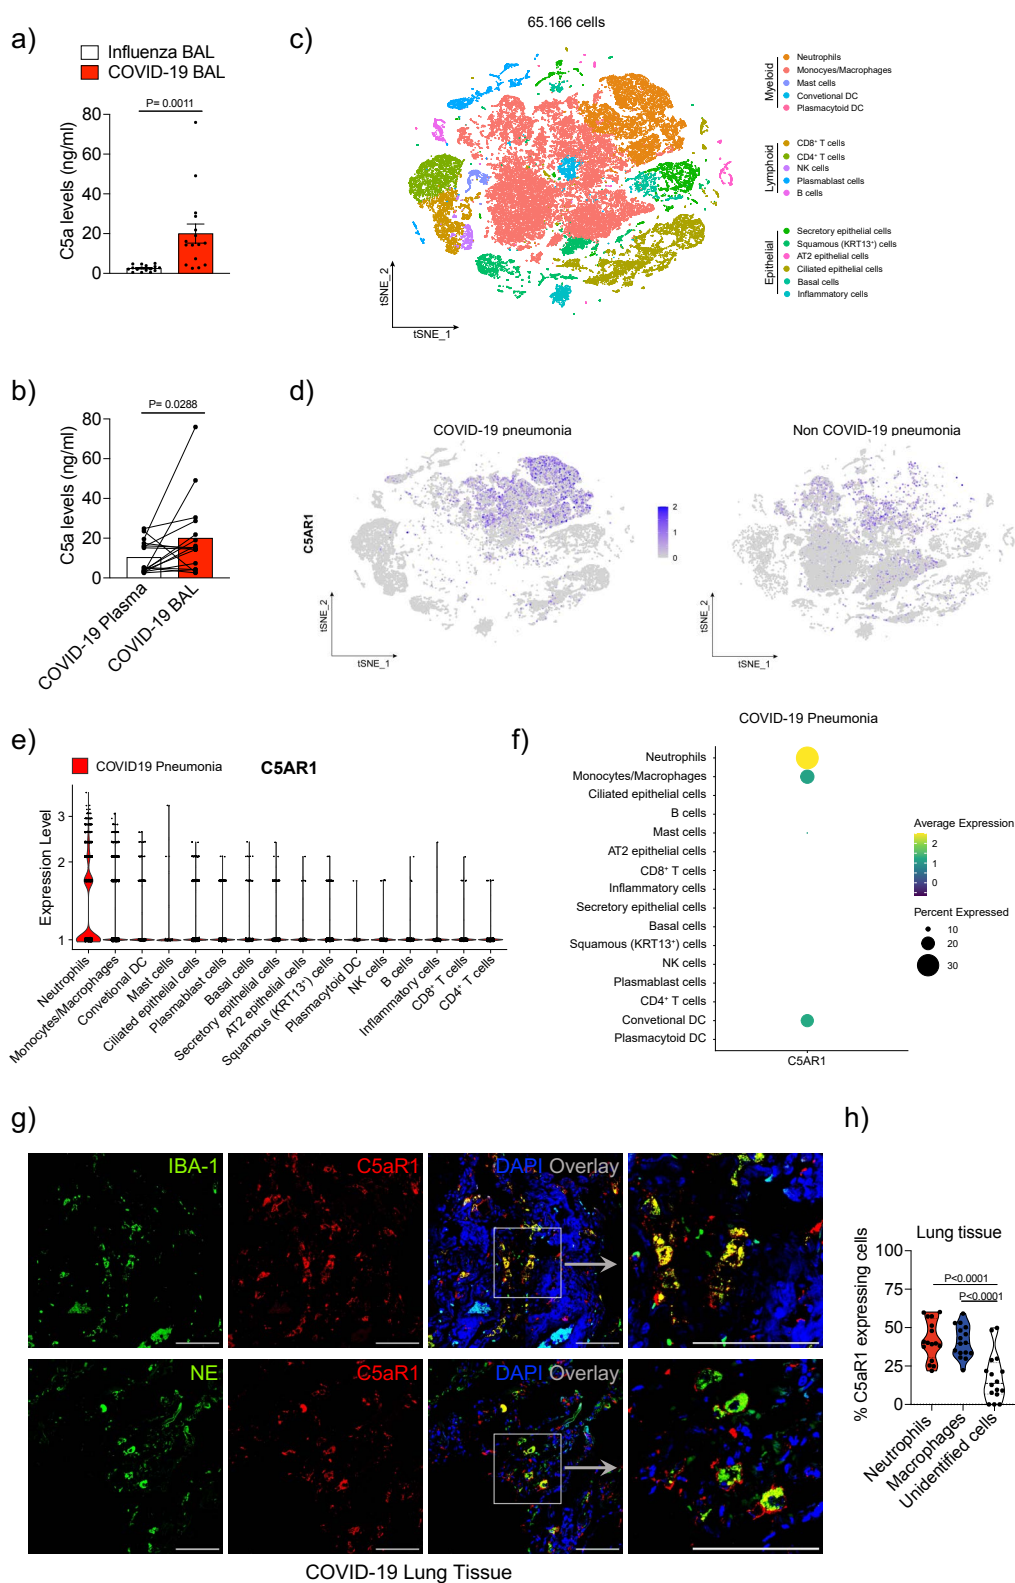 a)
Influenza BAL
COVID-19 BAL
P= 0.0011
C5a levels (ng/ml)
80
60
40
20
0
c)
65.166 cells
tSNE_2
tSNE_1
Myeloid
Neutrophils
Monocyes/Macrophages
Mast cells
Convetional DC
Plasmacytoid DC
Lymphoid
CD8⁺ T cells
CD4⁺ T cells
NK cells
Plasmablast cells
B cells
Epithelial
Secretory epithelial cells
Squamous (KRT13⁺) cells
AT2 epithelial cells
Ciliated epithelial cells
Basal cells
Inflammatory cells
b)
P= 0.0288
C5a levels (ng/ml)
80
60
40
20
0
COVID-19 Plasma
COVID-19 BAL
d)
COVID-19 pneumonia
Non COVID-19 pneumonia
C5AR1
2
1
0
tSNE_2
tSNE_1
tSNE_2
tSNE_1
e)
COVID19 Pneumonia
C5AR1
Expression Level
3
2
1
Neutrophils
Monocytes/Macrophages
Convetional DC
Mast cells
Ciliated epithelial cells
Plasmablast cells
Basal cells
Secretory epithelial cells
AT2 epithelial cells
Squamous (KRT13⁺) cells
Plasmacytoid DC
NK cells
B cells
Inflammatory cells
CD8⁺ T cells
CD4⁺ T cells
f)
COVID-19 Pneumonia
Neutrophils
Monocytes/Macrophages
Ciliated epithelial cells
B cells
Mast cells
AT2 epithelial cells
CD8⁺ T cells
Inflammatory cells
Secretory epithelial cells
Basal cells
Squamous (KRT13⁺) cells
NK cells
Plasmablast cells
CD4⁺ T cells
Convetional DC
Plasmacytoid DC
C5AR1
Average Expression
2
1
0
Percent Expressed
10
20
30
g)
IBA-1
C5aR1
DAPI Overlay
NE
C5aR1
DAPI Overlay
COVID-19 Lung Tissue
h)
Lung tissue
P<0.0001
P<0.0001
% C5aR1 expressing cells
100
75
50
25
0
Neutrophils
Macrophages
Unidentified cells